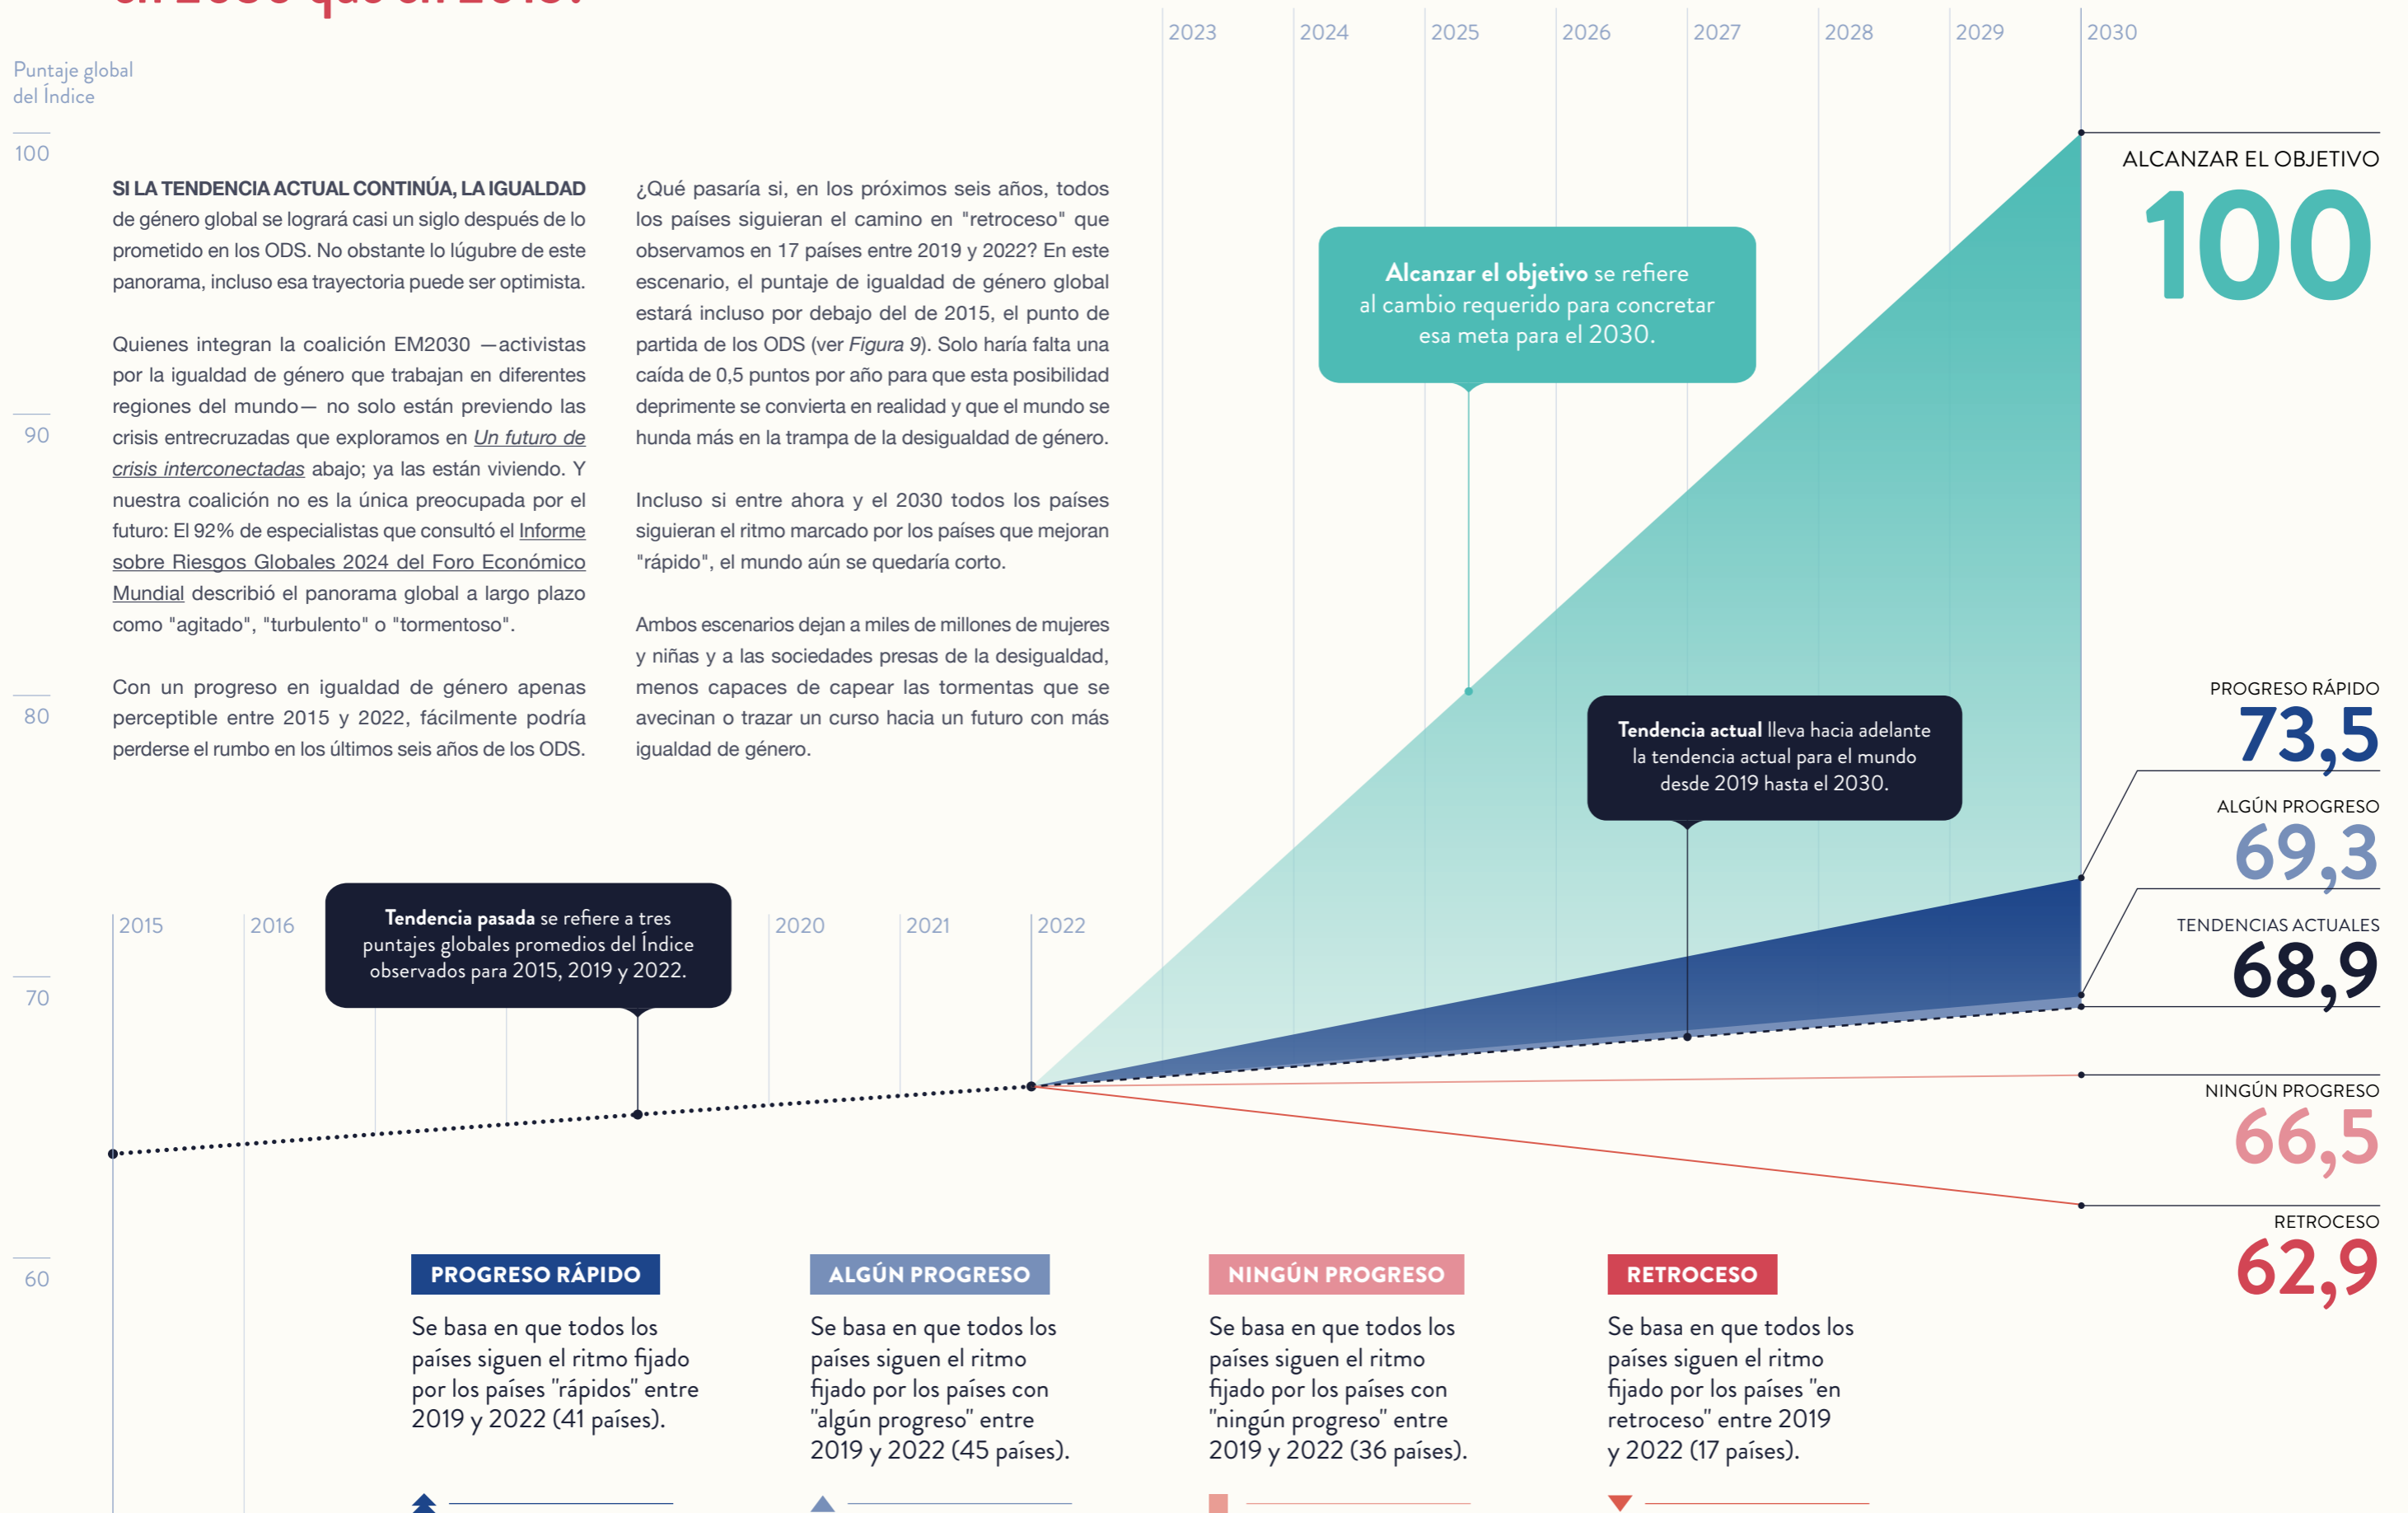 Puntaje global
del Índice
100
90
80
70
60
2023
2024
2025
2026
2027
2028
2029
2030
SI LA TENDENCIA ACTUAL CONTINÚA, LA IGUALDAD
de género global se logrará casi un siglo después de lo
prometido en los ODS. No obstante lo lúgubre de este
panorama, incluso esa trayectoria puede ser optimista.
Quienes integran la coalición EM2030 —activistas
por la igualdad de género que trabajan en diferentes
regiones del mundo— no solo están previendo las
crisis entrecruzadas que exploramos en Un futuro de
crisis interconectadas abajo; ya las están viviendo. Y
nuestra coalición no es la única preocupada por el
futuro: El 92% de especialistas que consultó el Informe
sobre Riesgos Globales 2024 del Foro Económico
Mundial describió el panorama global a largo plazo
como "agitado", "turbulento" o "tormentoso".
Con un progreso en igualdad de género apenas
perceptible entre 2015 y 2022, fácilmente podría
perderse el rumbo en los últimos seis años de los ODS.
¿Qué pasaría si, en los próximos seis años, todos
los países siguieran el camino en "retroceso" que
observamos en 17 países entre 2019 y 2022? En este
escenario, el puntaje de igualdad de género global
estará incluso por debajo del de 2015, el punto de
partida de los ODS (ver Figura 9). Solo haría falta una
caída de 0,5 puntos por año para que esta posibilidad
deprimente se convierta en realidad y que el mundo se
hunda más en la trampa de la desigualdad de género.
Incluso si entre ahora y el 2030 todos los países
siguieran el ritmo marcado por los países que mejoran
"rápido", el mundo aún se quedaría corto.
Ambos escenarios dejan a miles de millones de mujeres
y niñas y a las sociedades presas de la desigualdad,
menos capaces de capear las tormentas que se
avecinan o trazar un curso hacia un futuro con más
igualdad de género.
Alcanzar el objetivo se refiere
al cambio requerido para concretar
esa meta para el 2030.
Tendencia actual lleva hacia adelante
la tendencia actual para el mundo
desde 2019 hasta el 2030.
ALCANZAR EL OBJETIVO
100
PROGRESO RÁPIDO
73,5
ALGÚN PROGRESO
69,3
TENDENCIAS ACTUALES
68,9
NINGÚN PROGRESO
66,5
RETROCESO
62,9
2015
2016
2020
2021
2022
Tendencia pasada se refiere a tres
puntajes globales promedios del Índice
observados para 2015, 2019 y 2022.
PROGRESO RÁPIDO
Se basa en que todos los
países siguen el ritmo fijado
por los países "rápidos" entre
2019 y 2022 (41 países).
ALGÚN PROGRESO
Se basa en que todos los
países siguen el ritmo
fijado por los países con
"algún progreso" entre
2019 y 2022 (45 países).
NINGÚN PROGRESO
Se basa en que todos los
países siguen el ritmo
fijado por los países con
"ningún progreso" entre
2019 y 2022 (36 países).
RETROCESO
Se basa en que todos los
países siguen el ritmo
fijado por los países "en
retroceso" entre 2019
y 2022 (17 países).